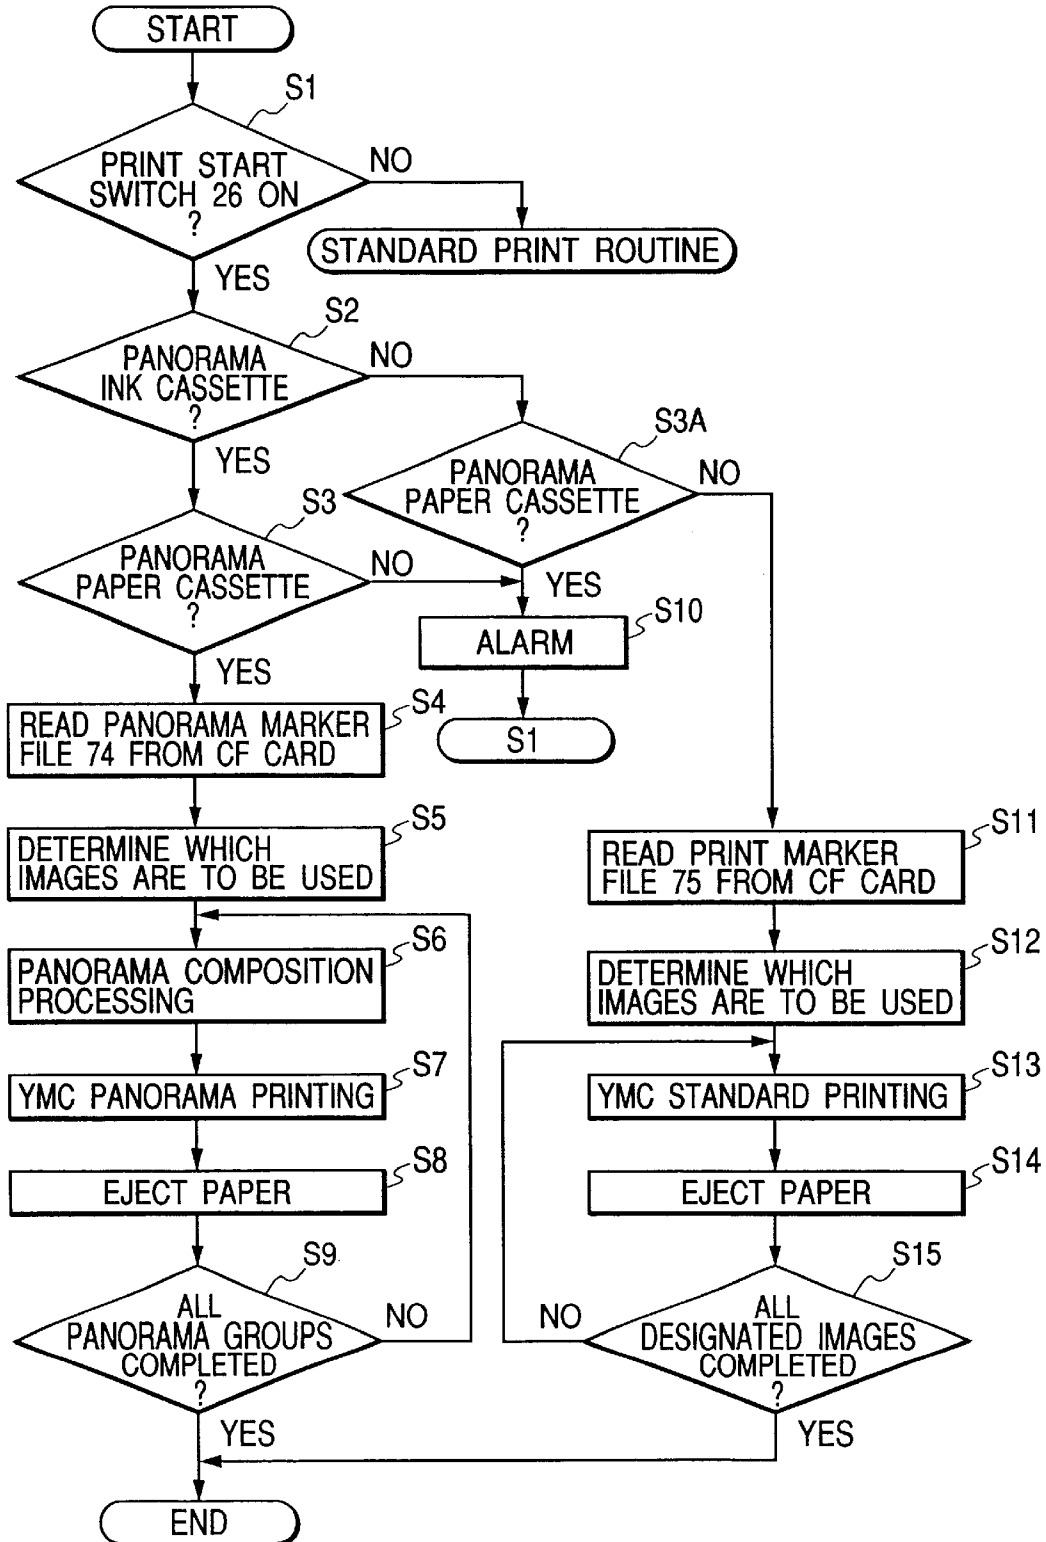 START
S1
PRINT START
SWITCH 26 ON
?
NO
STANDARD PRINT ROUTINE
YES
S2
PANORAMA
INK CASSETTE
?
NO
YES
S3A
PANORAMA
PAPER CASSETTE
?
NO
S3
PANORAMA
PAPER CASSETTE
?
NO
YES
S10
ALARM
S1
YES
S4
READ PANORAMA MARKER
FILE 74 FROM CF CARD
S5
DETERMINE WHICH
IMAGES ARE TO BE USED
S6
PANORAMA COMPOSITION
PROCESSING
S7
YMC PANORAMA PRINTING
S8
EJECT PAPER
S9
ALL
PANORAMA GROUPS
COMPLETED
?
NO
YES
S11
READ PRINT MARKER
FILE 75 FROM CF CARD
S12
DETERMINE WHICH
IMAGES ARE TO BE USED
S13
YMC STANDARD PRINTING
S14
EJECT PAPER
S15
ALL
DESIGNATED IMAGES
COMPLETED
?
NO
YES
END